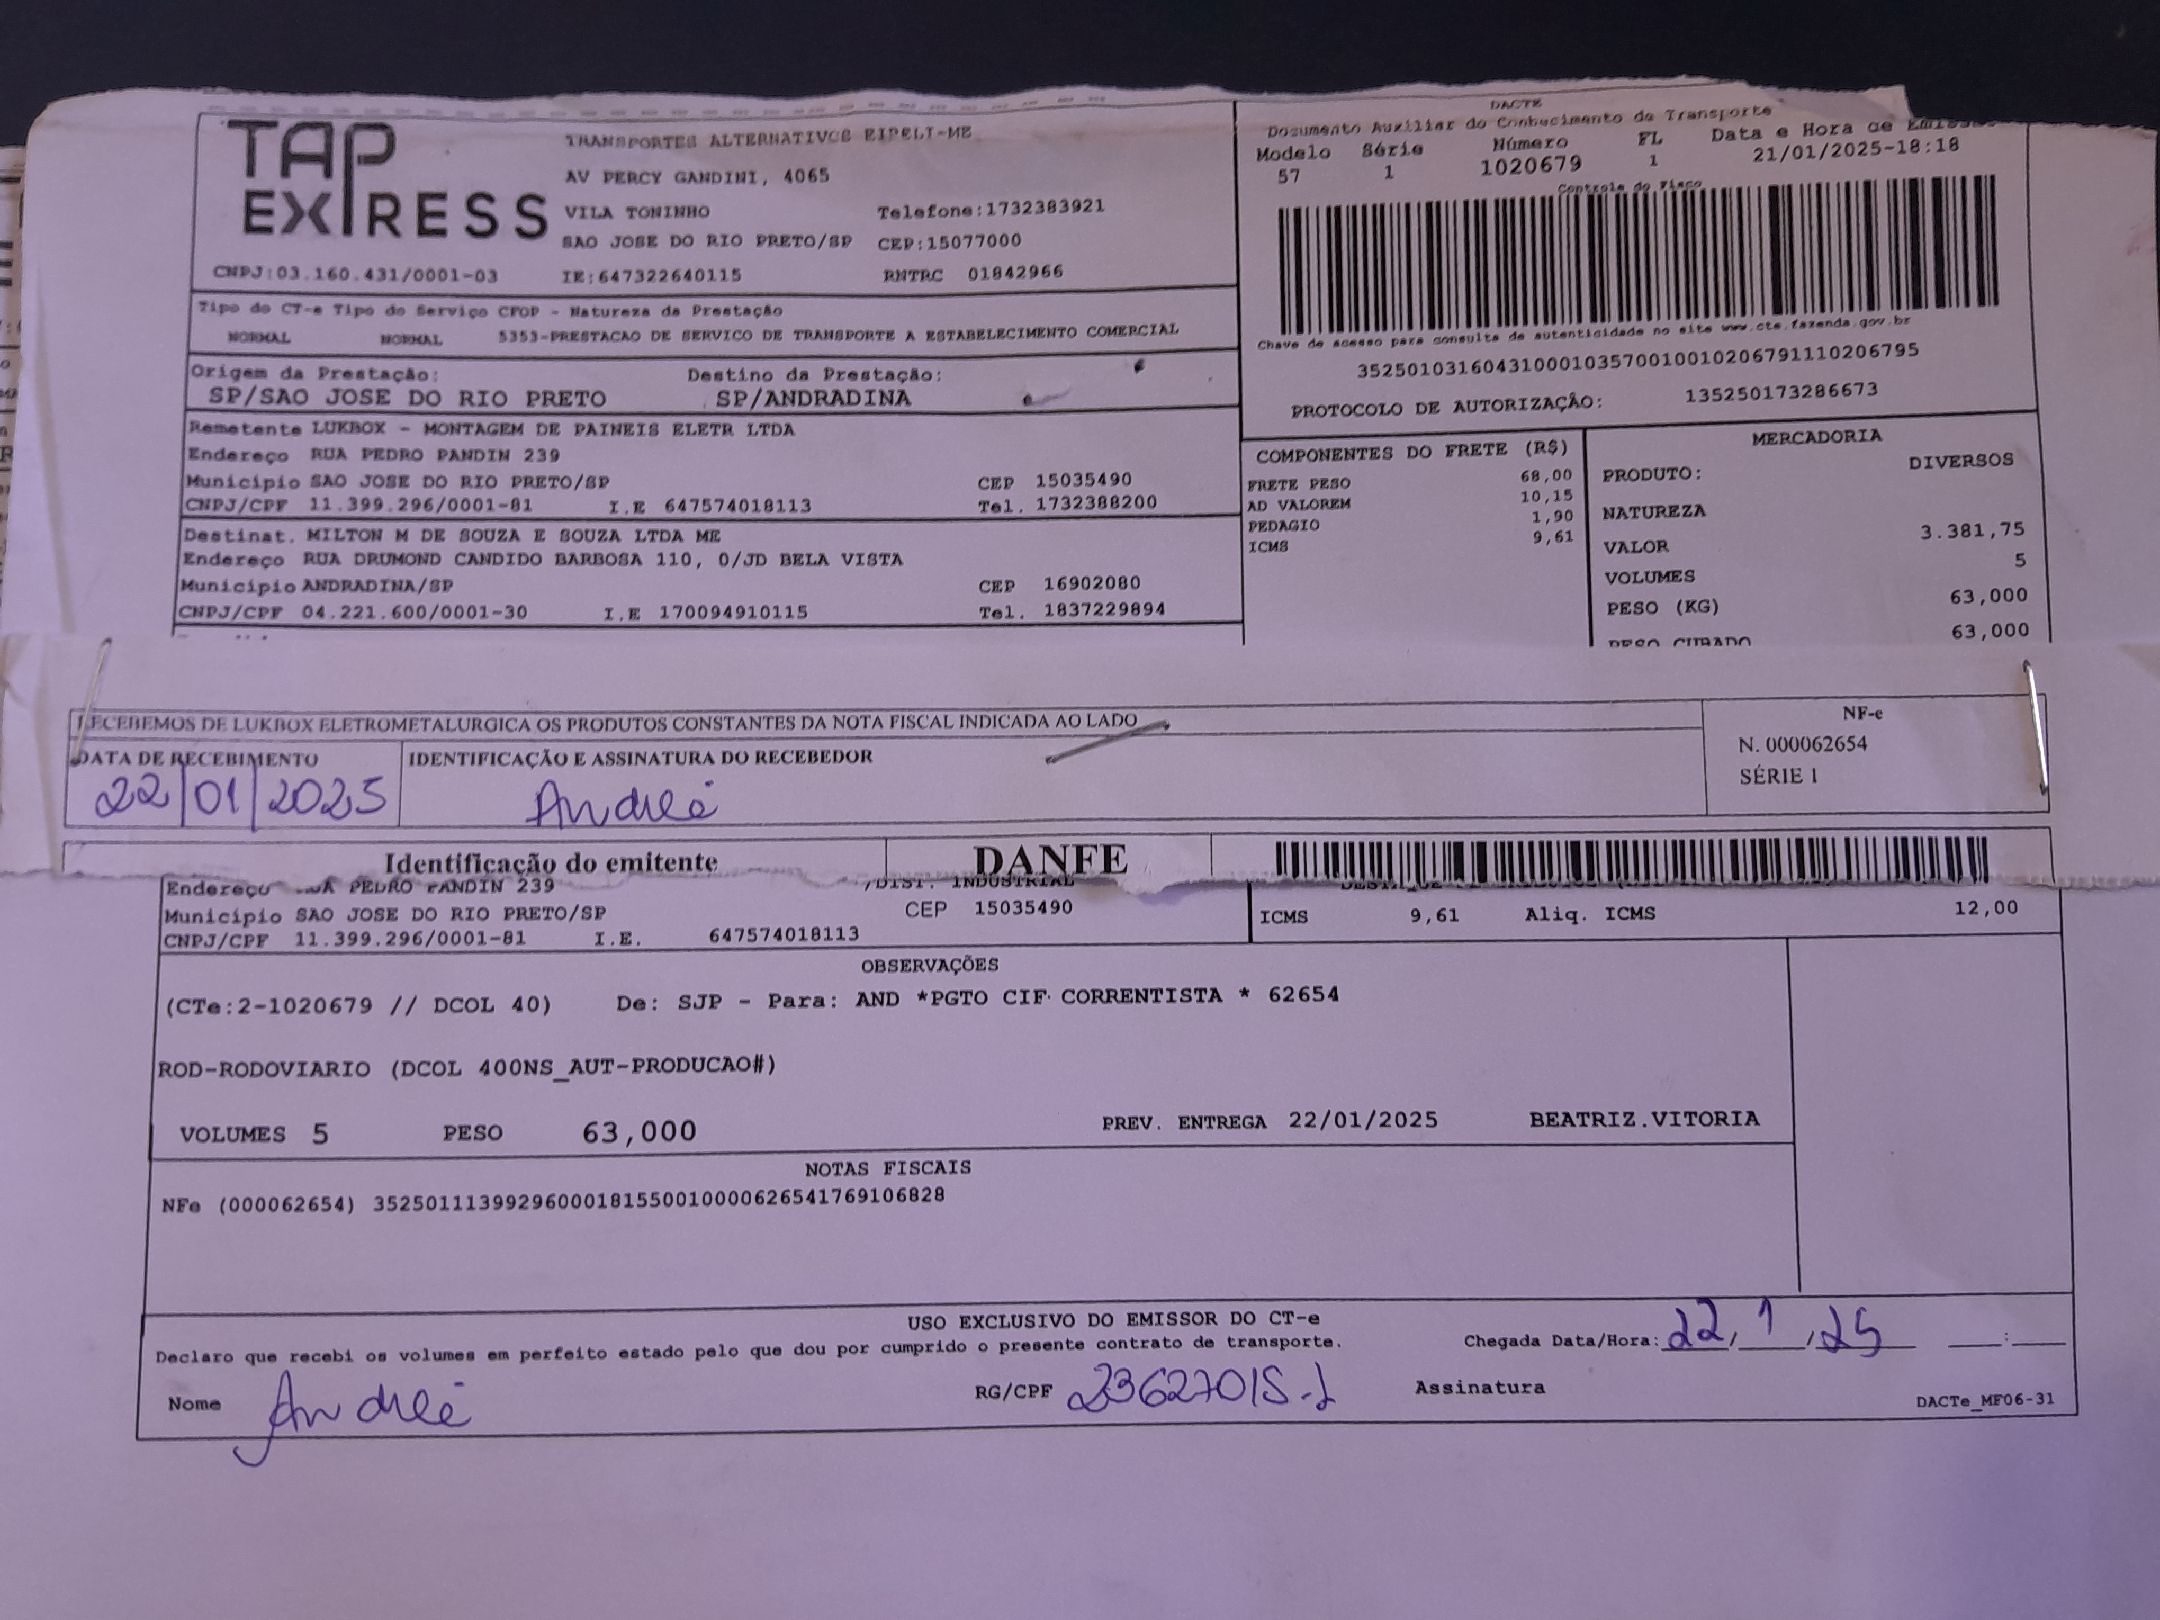 TAP EXPRESS
TRANSPORTES ALTERNATIVOS EIRELI-ME
AV PERCY GANDINI, 4065
VILA TONINHO Telefone:1732383921
SAO JOSE DO RIO PRETO/SP CEP:15077000
CNPJ:03.160.431/0001-03 IE:647322640115 RNTRC 01842966
DACTE
Documento Auxiliar do Conhecimento de Transporte
Modelo Série Número FL Data e Hora de
57 1 1020679 1 21/01/2025-18:18
Controle do Fisco
Chave de acesso para consulta de autenticidade no site www.cte.fazenda.gov.br
35250103160431000103570010010206791110206795
PROTOCOLO DE AUTORIZAÇÃO: 135250173286673
Tipo do CT-e Tipo do Serviço CFOP - Natureza da Prestação
NORMAL NORMAL 5353-PRESTACAO DE SERVICO DE TRANSPORTE A ESTABELECIMENTO COMERCIAL
Origem da Prestação: Destino da Prestação:
SP/SAO JOSE DO RIO PRETO SP/ANDRADINA
Remetente LUKBOX - MONTAGEM DE PAINEIS ELETR LTDA
Endereço RUA PEDRO PANDIN 239
Município SAO JOSE DO RIO PRETO/SP CEP 15035490
CNPJ/CPF 11.399.296/0001-81 I.E 647574018113 Tel. 1732388200
Destinat. MILTON M DE SOUZA E SOUZA LTDA ME
Endereço RUA DRUMOND CANDIDO BARBOSA 110, 0/JD BELA VISTA
Município ANDRADINA/SP CEP 16902080
CNPJ/CPF 04.221.600/0001-30 I.E 170094910115 Tel. 1837229894
COMPONENTES DO FRETE (R$)
FRETE PESO 68,00
AD VALOREM 10,15
PEDAGIO 1,90
ICMS 9,61
MERCADORIA
PRODUTO: DIVERSOS
NATUREZA
VALOR 3.381,75
VOLUMES 5
PESO (KG) 63,000
PESO CUBADO 63,000
RECEBEMOS DE LUKBOX ELETROMETALURGICA OS PRODUTOS CONSTANTES DA NOTA FISCAL INDICADA AO LADO
DATA DE RECEBIMENTO IDENTIFICAÇÃO E ASSINATURA DO RECEBEDOR
22/01/2025 André
NF-e
N. 000062654
SÉRIE 1
Identificação do emitente DANFE
Endereço RUA PEDRO PANDIN 239 /DIST. INDUSTRIAL
Município SAO JOSE DO RIO PRETO/SP CEP 15035490
CNPJ/CPF 11.399.296/0001-81 I.E. 647574018113
ICMS 9,61 Aliq. ICMS 12,00
OBSERVAÇÕES
(CTe:2-1020679 // DCOL 40) De: SJP - Para: AND *PGTO CIF CORRENTISTA * 62654
ROD-RODOVIARIO (DCOL 400NS_AUT-PRODUCAO#)
VOLUMES 5 PESO 63,000 PREV. ENTREGA 22/01/2025 BEATRIZ.VITORIA
NOTAS FISCAIS
NFe (000062654) 35250111399296000181550010000626541769106828
USO EXCLUSIVO DO EMISSOR DO CT-e
Declaro que recebi os volumes em perfeito estado pelo que dou por cumprido o presente contrato de transporte. Chegada Data/Hora: 22/1/25 __:__
Nome André RG/CPF 23627015-1 Assinatura
DACTe_MF06-31